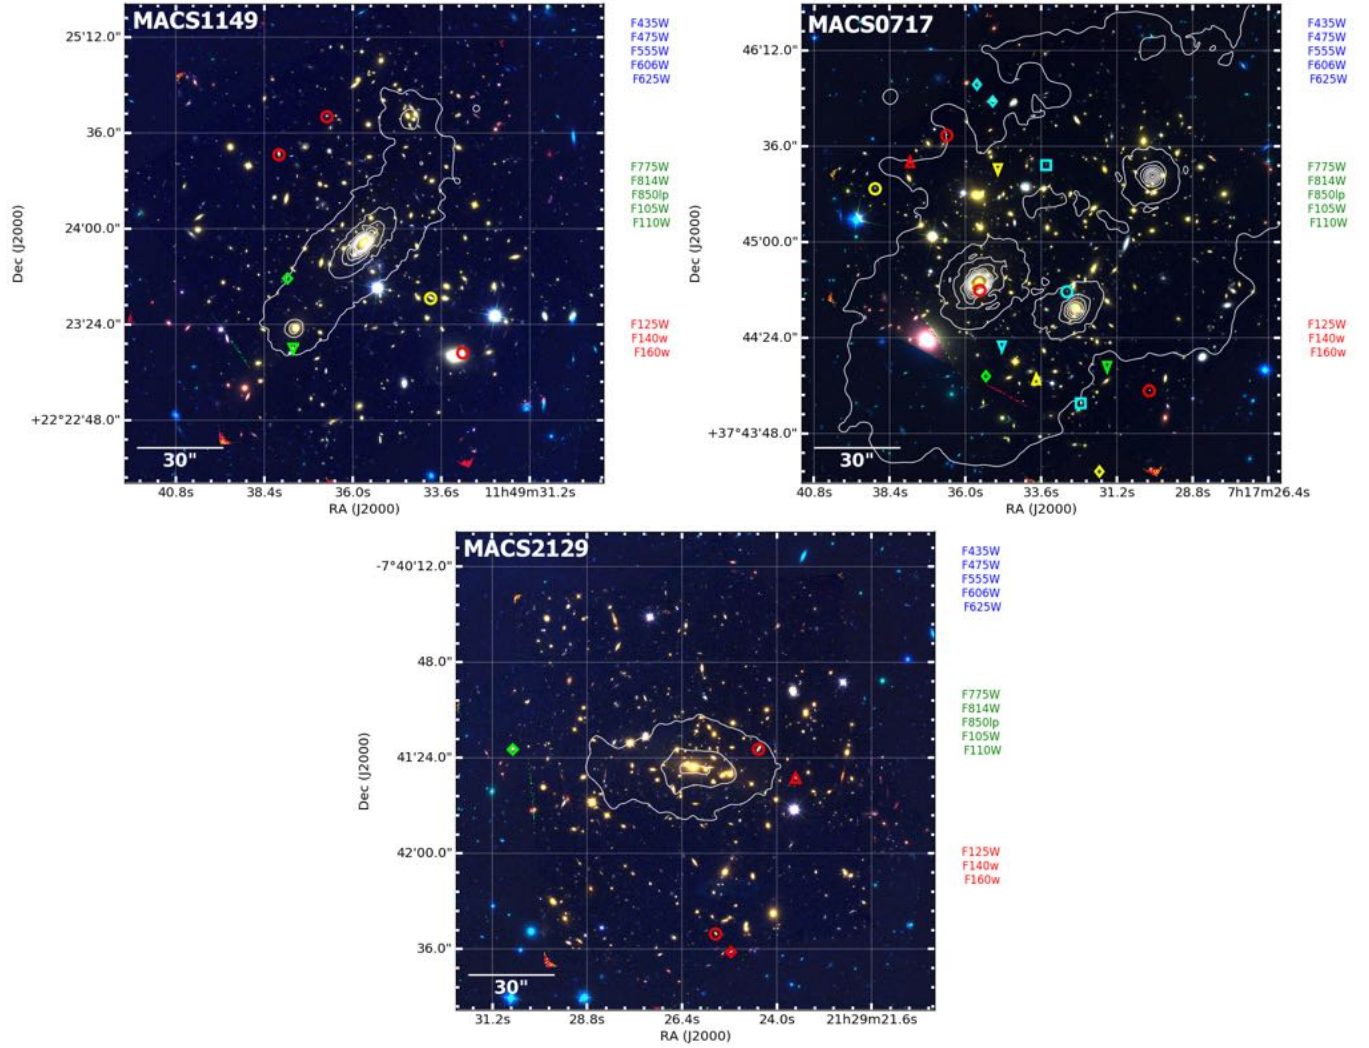 MACS1149
25'12.0"
36.0"
24'00.0"
23'24.0"
+22°22'48.0"
Dec (J2000)
30"
40.8s 38.4s 36.0s 33.6s 11h49m31.2s
RA (J2000)
F435W
F475W
F555W
F606W
F625W
F775W
F814W
F850lp
F105W
F110W
F125W
F140w
F160w
MACS0717
46'12.0"
36.0"
45'00.0"
44'24.0"
+37°43'48.0"
Dec (J2000)
30"
40.8s 38.4s 36.0s 33.6s 31.2s 28.8s 7h17m26.4s
RA (J2000)
F435W
F475W
F555W
F606W
F625W
F775W
F814W
F850lp
F105W
F110W
F125W
F140w
F160w
MACS2129
-7°40'12.0"
48.0"
41'24.0"
42'00.0"
36.0"
Dec (J2000)
30"
31.2s 28.8s 26.4s 24.0s 21h29m21.6s
RA (J2000)
F435W
F475W
F555W
F606W
F625W
F775W
F814W
F850lp
F105W
F110W
F125W
F140w
F160w